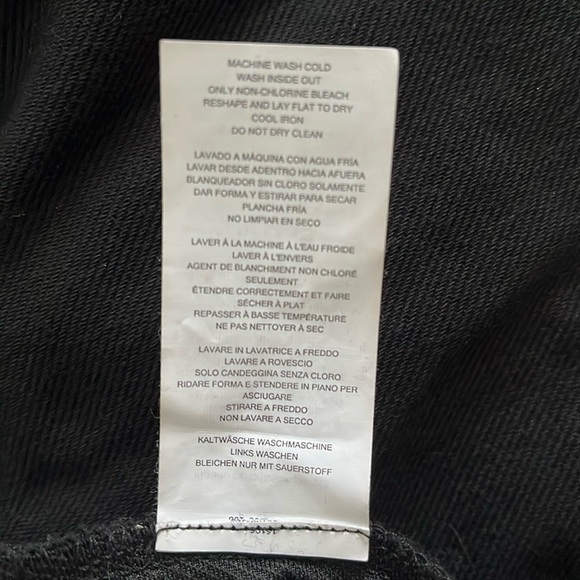 MACHINE WASH COLD
WASH INSIDE OUT
ONLY NON-CHLORINE BLEACH
RESHAPE AND LAY FLAT TO DRY
COOL IRON
DO NOT DRY CLEAN
LAVADO A MÁQUINA CON AGUA FRÍA
LAVAR DESDE ADENTRO HACIA AFUERA
BLANQUEADOR SIN CLORO SOLAMENTE
DAR FORMA Y ESTIRAR PARA SECAR
PLANCHA FRÍA
NO LIMPIAR EN SECO
LAVER À LA MACHINE À L'EAU FROIDE
LAVER À L'ENVERS
AGENT DE BLANCHIMENT NON CHLORÉ
SEULEMENT
ÉTENDRE CORRECTEMENT ET FAIRE
SÉCHER À PLAT
REPASSER À BASSE TEMPÉRATURE
NE PAS NETTOYER À SEC
LAVARE IN LAVATRICE A FREDDO
LAVARE A ROVESCIO
SOLO CANDEGGINA SENZA CLORO
RIDARE FORMA E STENDERE IN PIANO PER
ASCIUGARE
STIRARE A FREDDO
NON LAVARE A SECCO
KALTWÄSCHE WASCHMASCHINE
LINKS WASCHEN
BLEICHEN NUR MIT SAUERSTOFF